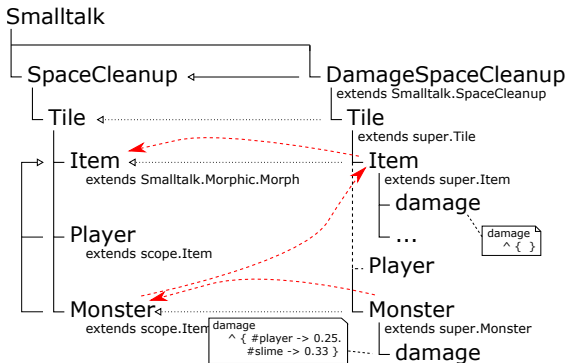 Smalltalk
SpaceCleanup
DamageSpaceCleanup
extends Smalltalk.SpaceCleanup
Tile
Tile
extends super.Tile
Item
extends Smalltalk.Morphic.Morph
Item
extends super.Item
damage
damage
^ { }
...
Player
extends scope.Item
Player
Monster
extends scope.Item
Monster
extends super.Monster
damage
^ { #player -> 0.25.
#slime -> 0.33 }
damage